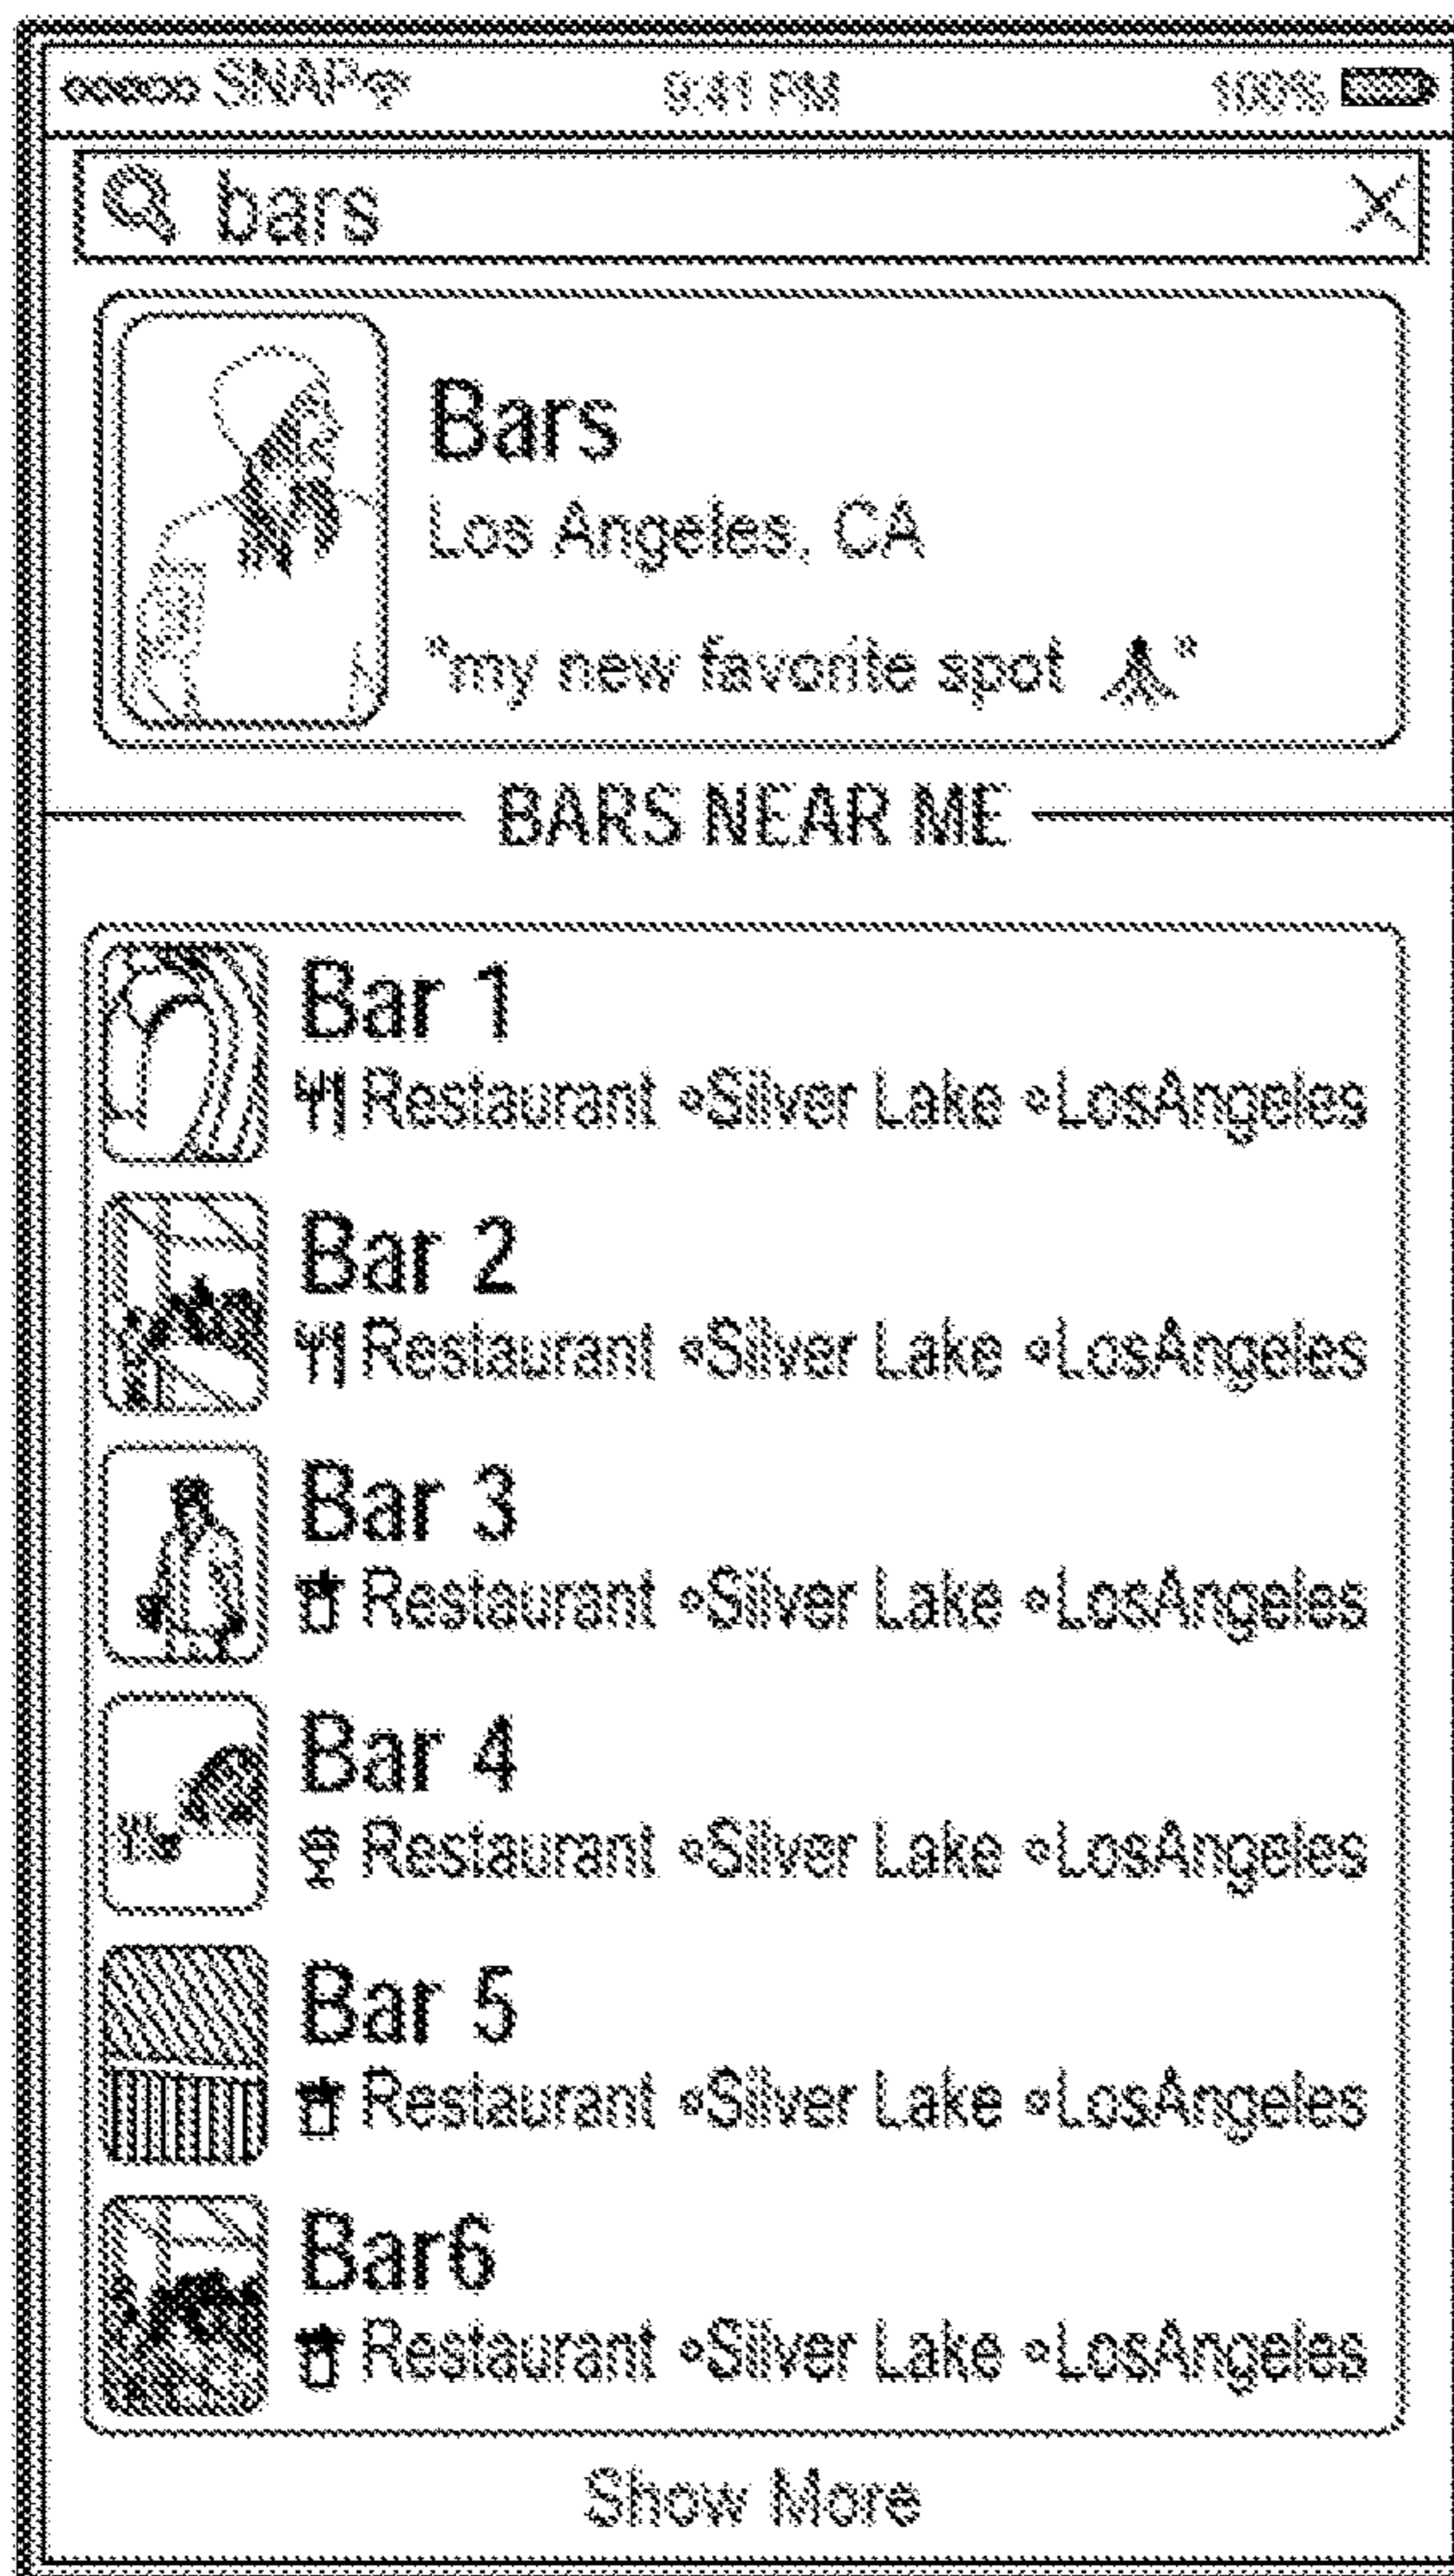 SNAP 9:41 PM 100%
bars
Bars
Los Angeles, CA
"my new favorite spot "
BARS NEAR ME
Bar 1
Restaurant •Silver Lake •LosAngeles
Bar 2
Restaurant •Silver Lake •LosAngeles
Bar 3
Restaurant •Silver Lake •LosAngeles
Bar 4
Restaurant •Silver Lake •LosAngeles
Bar 5
Restaurant •Silver Lake •LosAngeles
Bar6
Restaurant •Silver Lake •LosAngeles
Show More